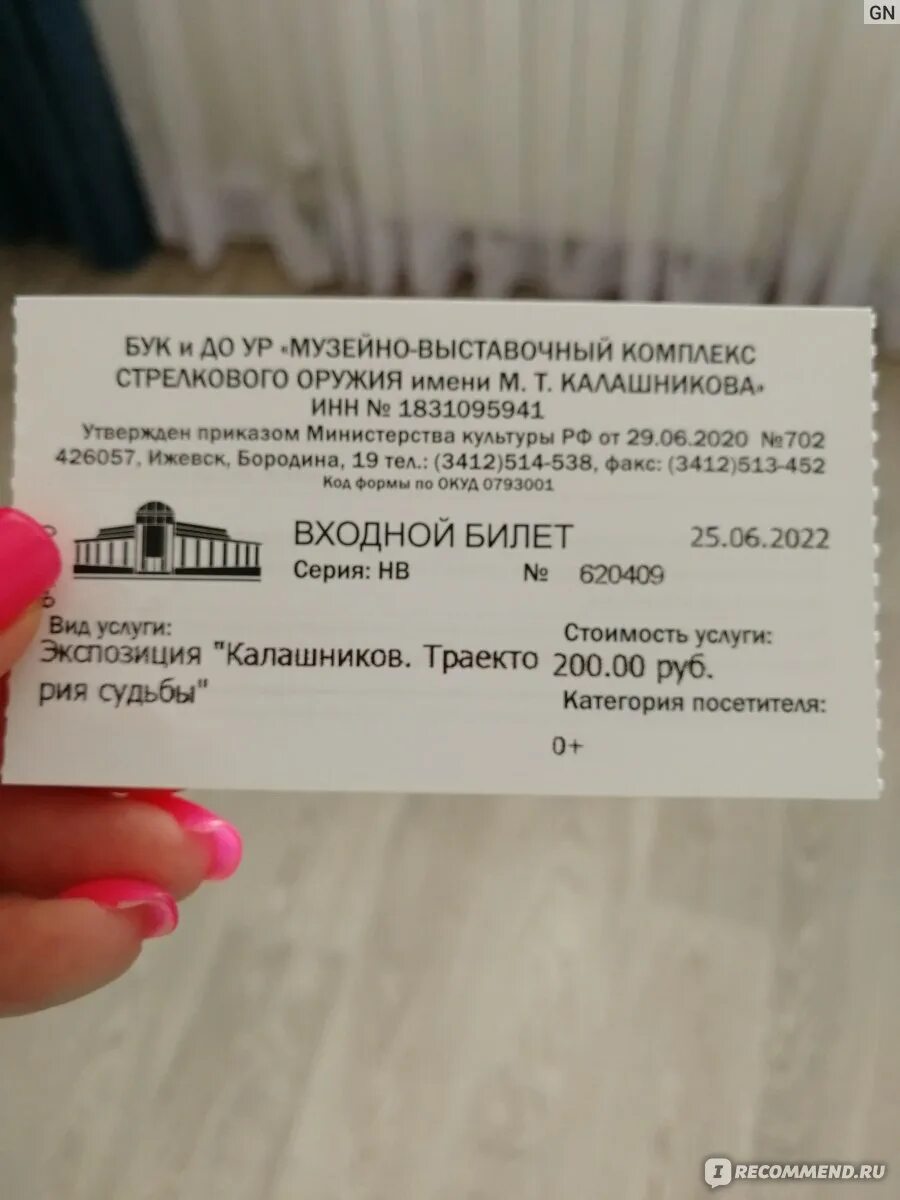 GN
БУК и ДО УР «МУЗЕЙНО-ВЫСТАВОЧНЫЙ КОМПЛЕКС
СТРЕЛКОВОГО ОРУЖИЯ имени М. Т. КАЛАШНИКОВА»
ИНН № 1831095941
Утвержден приказом Министерства культуры РФ от 29.06.2020 №702
426057, Ижевск, Бородина, 19 тел.: (3412)514-538, факс: (3412)513-452
Код формы по ОКУД 0793001
ВХОДНОЙ БИЛЕТ 25.06.2022
Серия: НВ № 620409
Вид услуги:
Экспозиция "Калашников. Траекто
рия судьбы"
Стоимость услуги:
200.00 руб.
Категория посетителя:
0+
I RECOMMEND.RU